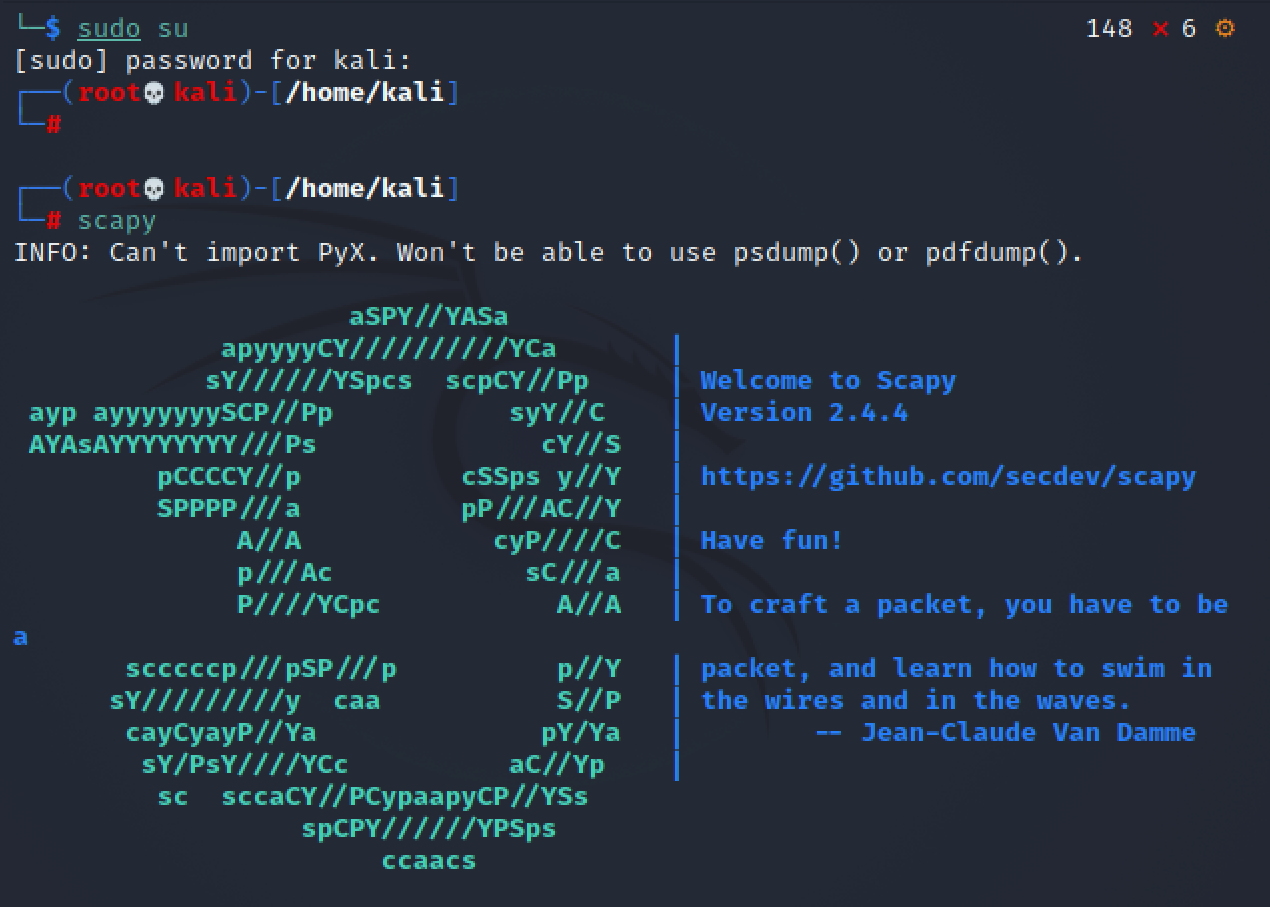 └─$ sudo su 148 ⨯ 6 ⚙
[sudo] password for kali:
┌──(root💀kali)-[/home/kali]
└─#
┌──(root💀kali)-[/home/kali]
└─# scapy
INFO: Can't import PyX. Won't be able to use psdump() or pdfdump().
aSPY//YASa
apyyyyCY//////////YCa |
sY//////YSpcs  scpCY//Pp | Welcome to Scapy
ayp ayyyyyyySCP//Pp           syY//C | Version 2.4.4
AYAsAYYYYYYYY///Ps              cY//S |
pCCCCY//p          cSSps y//Y | https://github.com/secdev/scapy
SPPPP///a          pP///AC//Y |
A//A            cyP////C | Have fun!
p///Ac            sC///a |
P////YCpc           A//A | To craft a packet, you have to be
a
scccccp///pSP///p          p//Y | packet, and learn how to swim in
sY/////////y  caa           S//P | the wires and in the waves.
cayCyayP//Ya              pY/Ya | -- Jean-Claude Van Damme
sY/PsY////YCc          aC//Yp |
sc  sccaCY//PCypaapyCP//YSs
spCPY//////YPSps
ccaacs